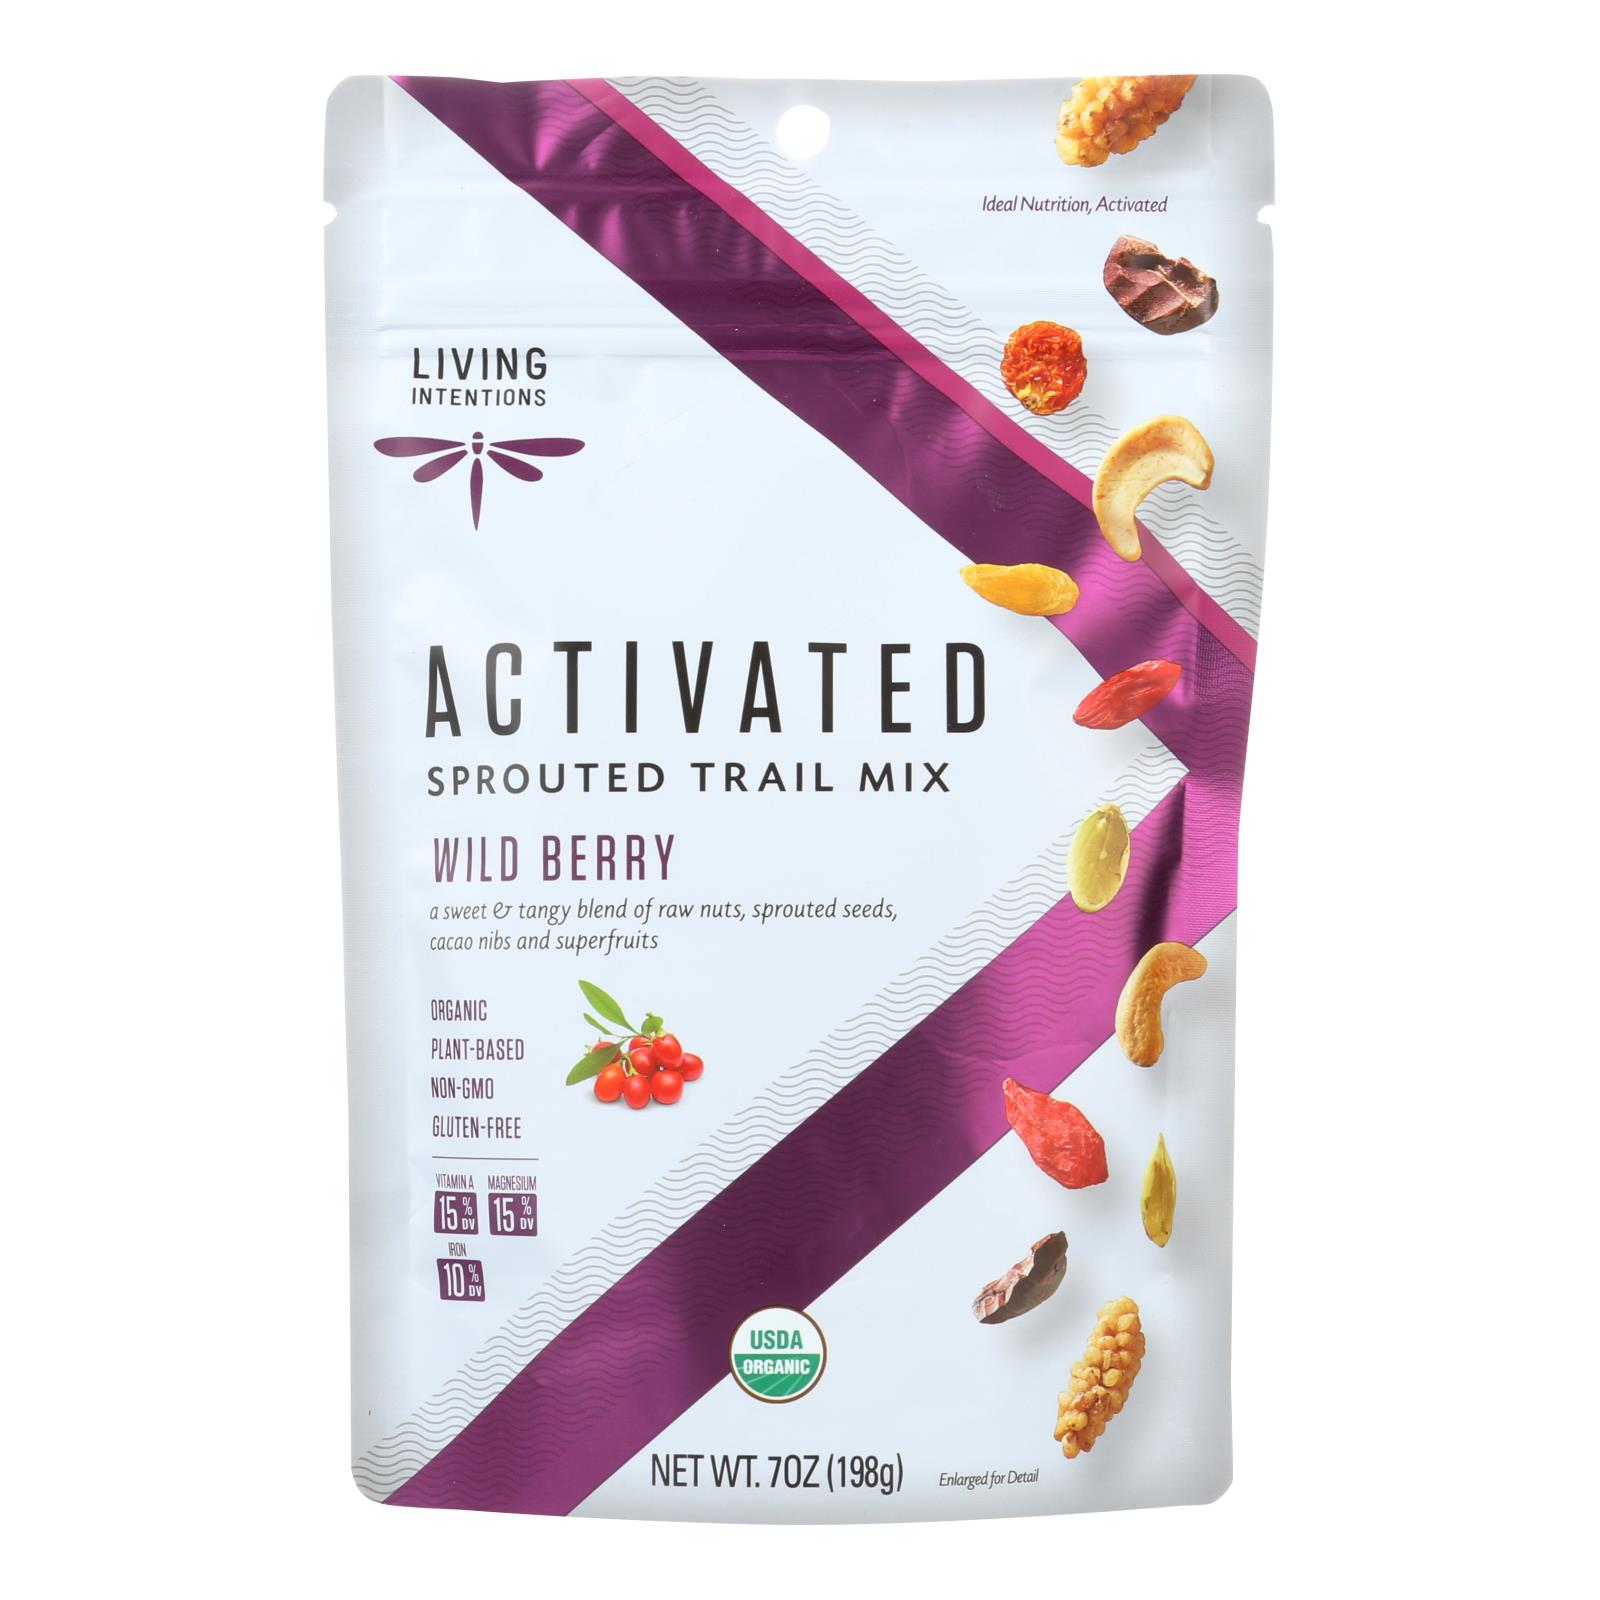 Ideal Nutrition, Activated
LIVING
INTENTIONS
ACTIVATED
SPROUTED TRAIL MIX
WILD BERRY
a sweet & tangy blend of raw nuts, sprouted seeds,
cacao nibs and superfruits
ORGANIC
PLANT-BASED
NON-GMO
GLUTEN-FREE
VITAMIN A
15% DV
MAGNESIUM
15% DV
IRON
10% DV
USDA
ORGANIC
NET WT. 7OZ (198g)
Enlarged for Detail